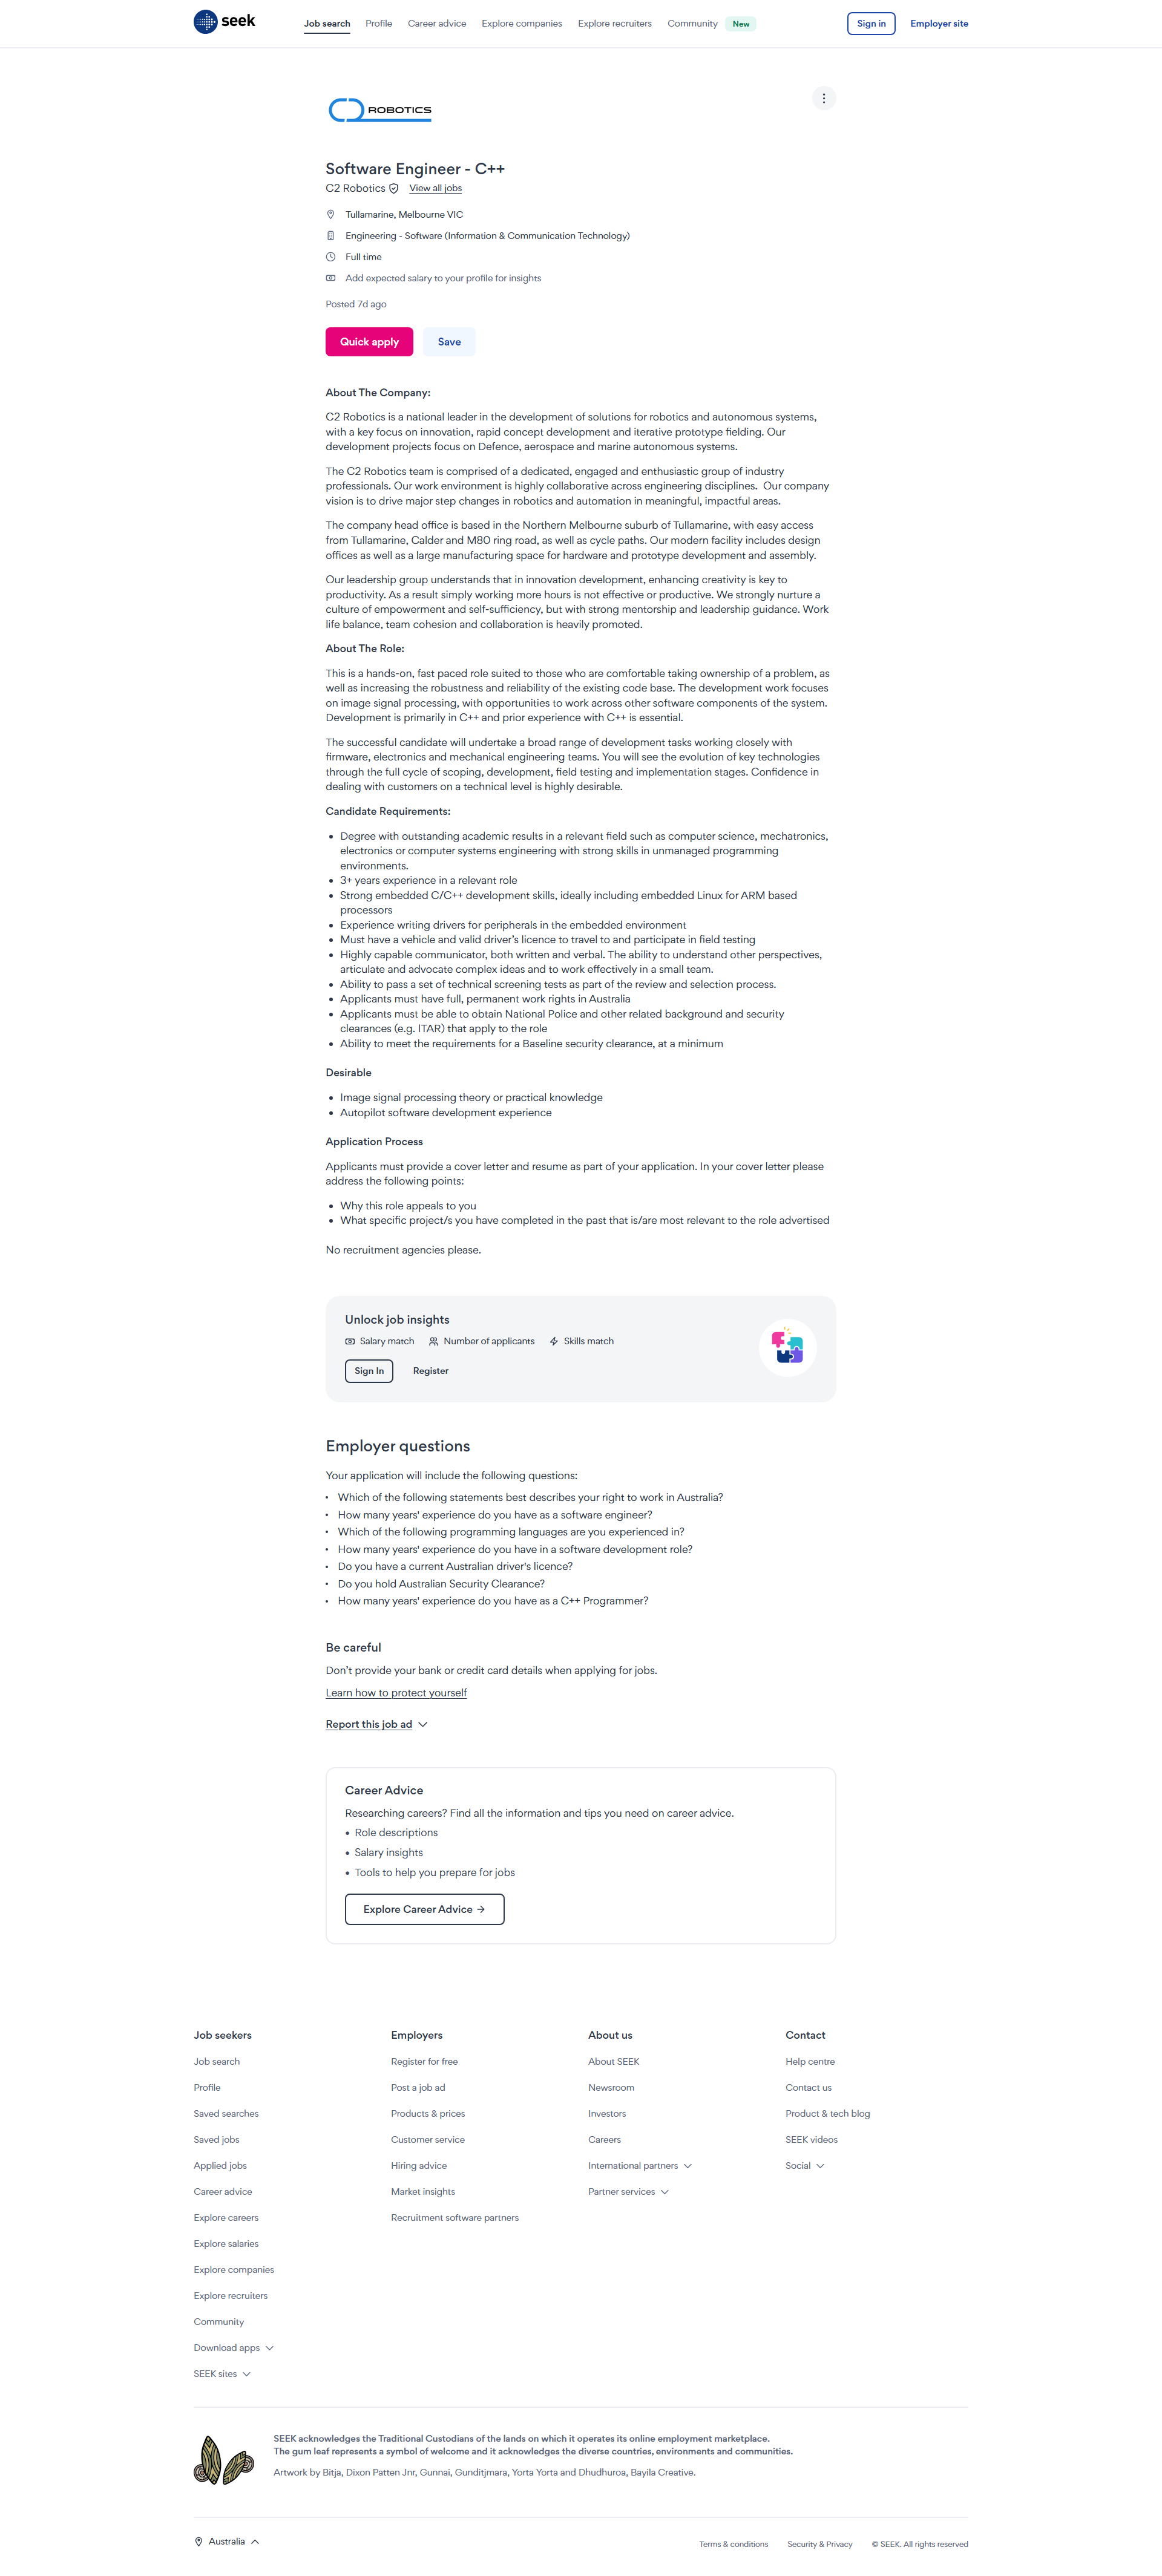 seek
Job search Profile Career advice Explore companies Explore recruiters Community New Sign in Employer site
ROBOTICS
Software Engineer - C++
C2 Robotics View all jobs
Tullamarine, Melbourne VIC
Engineering - Software (Information & Communication Technology)
Full time
Add expected salary to your profile for insights
Posted 7d ago
Quick apply Save
About The Company:
C2 Robotics is a national leader in the development of solutions for robotics and autonomous systems,
with a key focus on innovation, rapid concept development and iterative prototype fielding. Our
development projects focus on Defence, aerospace and marine autonomous systems.
The C2 Robotics team is comprised of a dedicated, engaged and enthusiastic group of industry
professionals. Our work environment is highly collaborative across engineering disciplines.  Our company
vision is to drive major step changes in robotics and automation in meaningful, impactful areas.
The company head office is based in the Northern Melbourne suburb of Tullamarine, with easy access
from Tullamarine, Calder and M80 ring road, as well as cycle paths. Our modern facility includes design
offices as well as a large manufacturing space for hardware and prototype development and assembly.
Our leadership group understands that in innovation development, enhancing creativity is key to
productivity. As a result simply working more hours is not effective or productive. We strongly nurture a
culture of empowerment and self-sufficiency, but with strong mentorship and leadership guidance. Work
life balance, team cohesion and collaboration is heavily promoted.
About The Role:
This is a hands-on, fast paced role suited to those who are comfortable taking ownership of a problem, as
well as increasing the robustness and reliability of the existing code base. The development work focuses
on image signal processing, with opportunities to work across other software components of the system.
Development is primarily in C++ and prior experience with C++ is essential.
The successful candidate will undertake a broad range of development tasks working closely with
firmware, electronics and mechanical engineering teams. You will see the evolution of key technologies
through the full cycle of scoping, development, field testing and implementation stages. Confidence in
dealing with customers on a technical level is highly desirable.
Candidate Requirements:
• Degree with outstanding academic results in a relevant field such as computer science, mechatronics,
electronics or computer systems engineering with strong skills in unmanaged programming
environments.
• 3+ years experience in a relevant role
• Strong embedded C/C++ development skills, ideally including embedded Linux for ARM based
processors
• Experience writing drivers for peripherals in the embedded environment
• Must have a vehicle and valid driver's licence to travel to and participate in field testing
• Highly capable communicator, both written and verbal. The ability to understand other perspectives,
articulate and advocate complex ideas and to work effectively in a small team.
• Ability to pass a set of technical screening tests as part of the review and selection process.
• Applicants must have full, permanent work rights in Australia
• Applicants must be able to obtain National Police and other related background and security
clearances (e.g. ITAR) that apply to the role
• Ability to meet the requirements for a Baseline security clearance, at a minimum
Desirable
• Image signal processing theory or practical knowledge
• Autopilot software development experience
Application Process
Applicants must provide a cover letter and resume as part of your application. In your cover letter please
address the following points:
• Why this role appeals to you
• What specific project/s you have completed in the past that is/are most relevant to the role advertised
No recruitment agencies please.
Unlock job insights
Salary match Number of applicants Skills match
Sign In Register
Employer questions
Your application will include the following questions:
• Which of the following statements best describes your right to work in Australia?
• How many years' experience do you have as a software engineer?
• Which of the following programming languages are you experienced in?
• How many years' experience do you have in a software development role?
• Do you have a current Australian driver's licence?
• Do you hold Australian Security Clearance?
• How many years' experience do you have as a C++ Programmer?
Be careful
Don't provide your bank or credit card details when applying for jobs.
Learn how to protect yourself
Report this job ad
Career Advice
Researching careers? Find all the information and tips you need on career advice.
• Role descriptions
• Salary insights
• Tools to help you prepare for jobs
Explore Career Advice →
Job seekers
Job search
Profile
Saved searches
Saved jobs
Applied jobs
Career advice
Explore careers
Explore salaries
Explore companies
Explore recruiters
Community
Download apps
SEEK sites
Employers
Register for free
Post a job ad
Products & prices
Customer service
Hiring advice
Market insights
Recruitment software partners
About us
About SEEK
Newsroom
Investors
Careers
International partners
Partner services
Contact
Help centre
Contact us
Product & tech blog
SEEK videos
Social
SEEK acknowledges the Traditional Custodians of the lands on which it operates its online employment marketplace.
The gum leaf represents a symbol of welcome and it acknowledges the diverse countries, environments and communities.
Artwork by Bitja, Dixon Patten Jnr, Gunnai, Gunditjmara, Yorta Yorta and Dhudhuroa, Bayila Creative.
Australia
Terms & conditions Security & Privacy © SEEK. All rights reserved